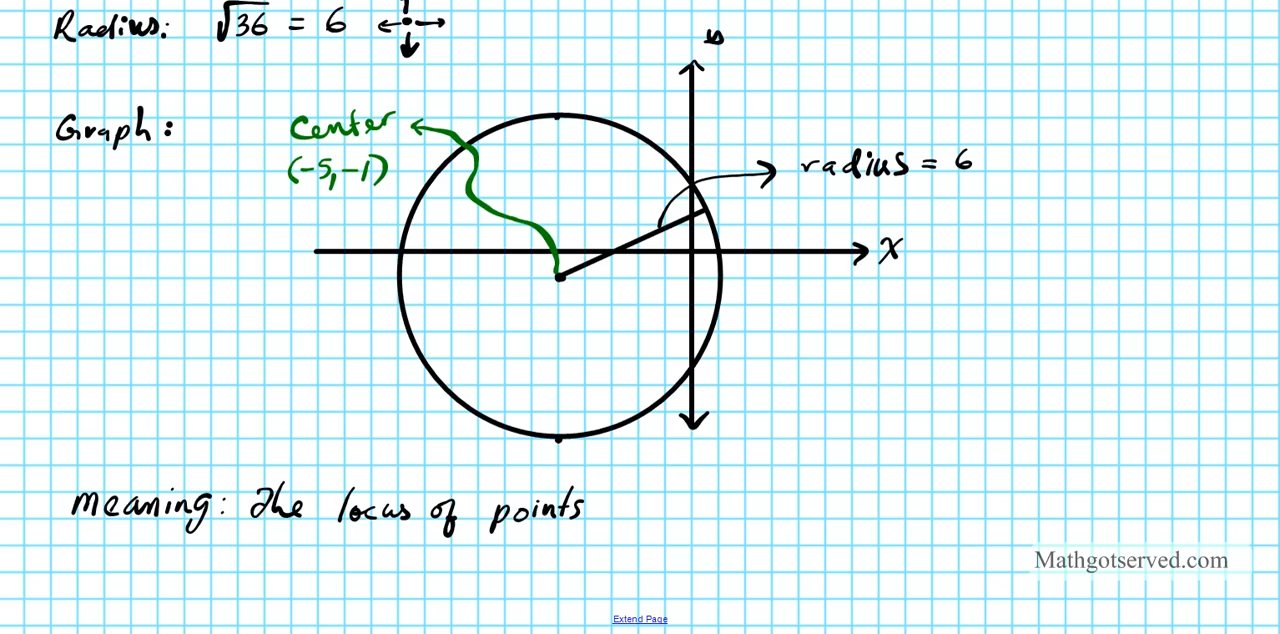 Radius: √36 = 6
y
Graph:
Center
(-5,-1)
radius = 6
x
meaning: The locus of points
Mathgotserved.com
Extend Page